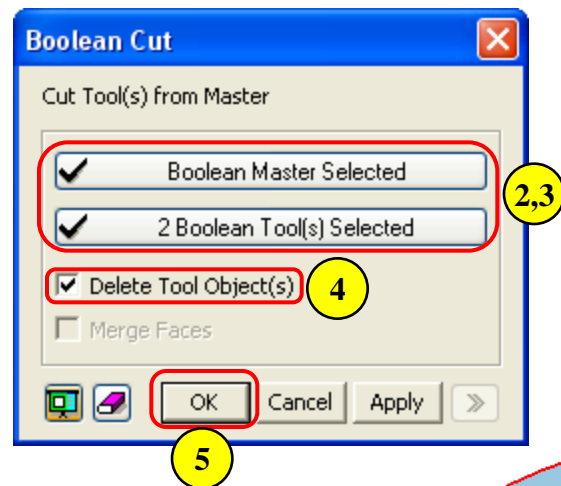 Boolean Cut
Cut Tool(s) from Master
Boolean Master Selected
2,3
2 Boolean Tool(s) Selected
Delete Tool Object(s)
4
Merge Faces
OK
Cancel
Apply
5